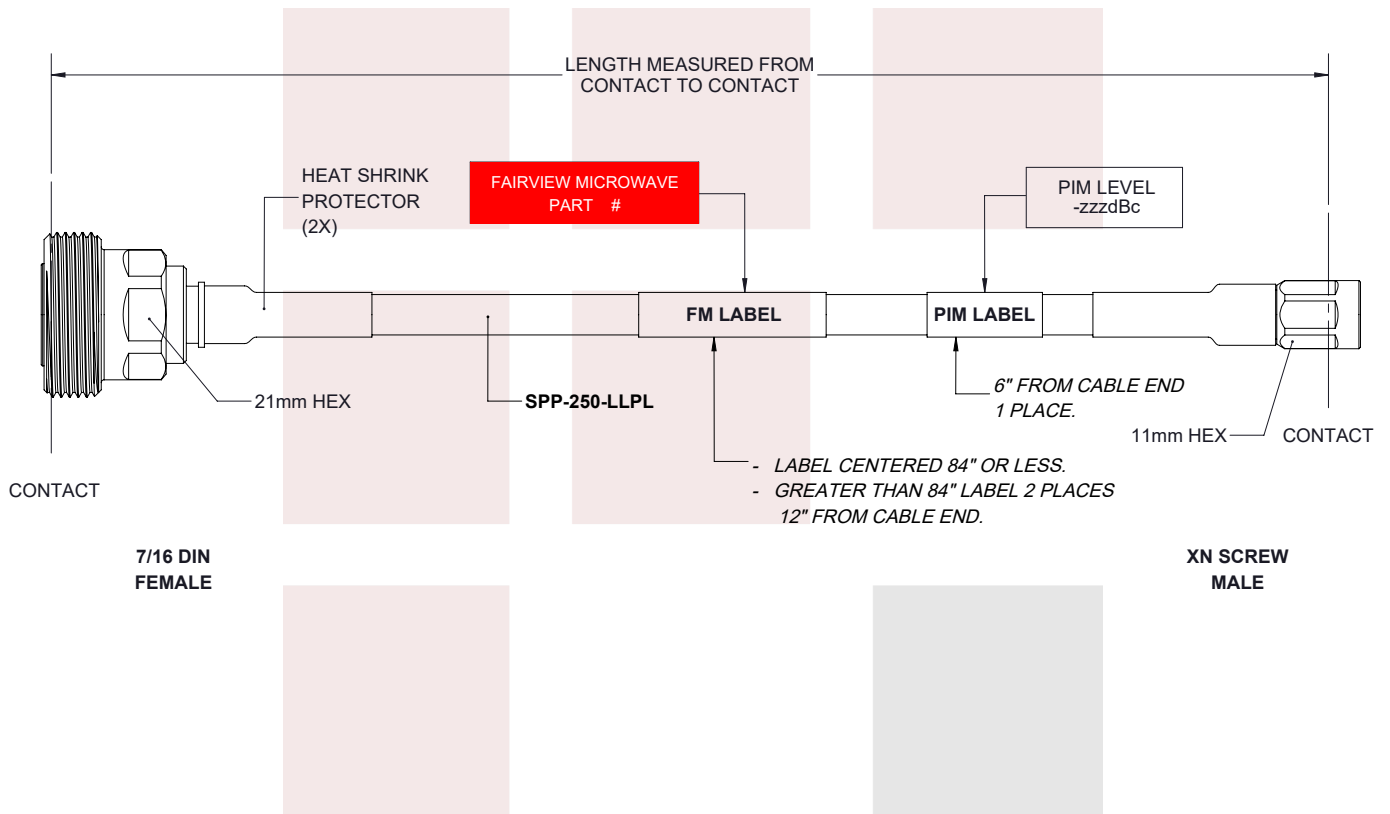 LENGTH MEASURED FROM
CONTACT TO CONTACT
HEAT SHRINK
PROTECTOR
(2X)
FAIRVIEW MICROWAVE
PART #
PIM LEVEL
-zzzdBc
FM LABEL
PIM LABEL
21mm HEX
SPP-250-LLPL
6" FROM CABLE END
1 PLACE.
11mm HEX
CONTACT
CONTACT
- LABEL CENTERED 84" OR LESS.
- GREATER THAN 84" LABEL 2 PLACES
12" FROM CABLE END.
7/16 DIN
FEMALE
XN SCREW
MALE